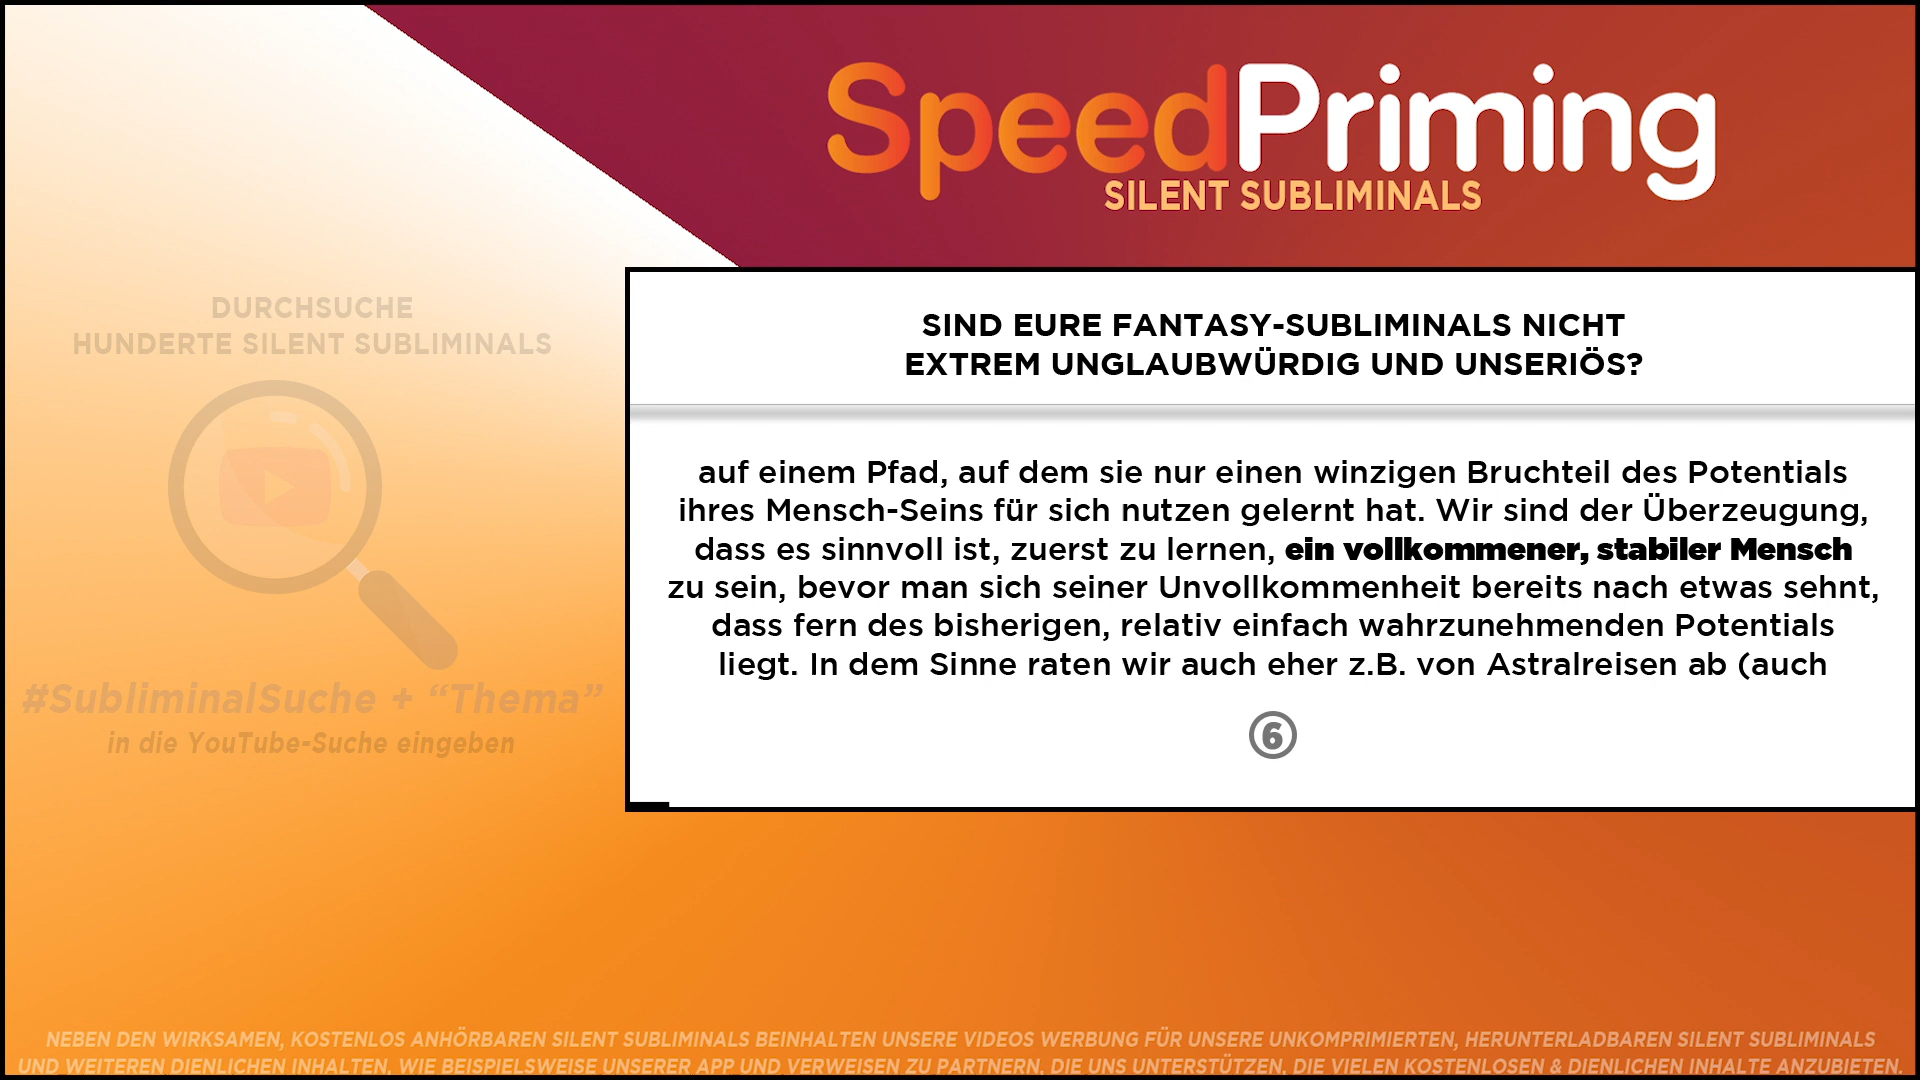 SpeedPriming
SILENT SUBLIMINALS
DURCHSUCHE
HUNDERTE SILENT SUBLIMINALS
#SubliminalSuche + “Thema”
in die YouTube-Suche eingeben
SIND EURE FANTASY-SUBLIMINALS NICHT
EXTREM UNGLAUBWÜRDIG UND UNSERIÖS?
auf einem Pfad, auf dem sie nur einen winzigen Bruchteil des Potentials
ihres Mensch-Seins für sich nutzen gelernt hat. Wir sind der Überzeugung,
dass es sinnvoll ist, zuerst zu lernen, ein vollkommener, stabiler Mensch
zu sein, bevor man sich seiner Unvollkommenheit bereits nach etwas sehnt,
dass fern des bisherigen, relativ einfach wahrzunehmenden Potentials
liegt. In dem Sinne raten wir auch eher z.B. von Astralreisen ab (auch
6
NEBEN DEN WIRKSAMEN, KOSTENLOS ANHÖRBAREN SILENT SUBLIMINALS BEINHALTEN UNSERE VIDEOS WERBUNG FÜR UNSERE UNKOMPRIMIERTEN, HERUNTERLADBAREN SILENT SUBLIMINALS
UND WEITEREN DIENLICHEN INHALTEN, WIE BEISPIELSWEISE UNSERER APP UND VERWEISEN ZU PARTNERN, DIE UNS UNTERSTÜTZEN, DIE VIELEN KOSTENLOSEN & DIENLICHEN INHALTE ANZUBIETEN.